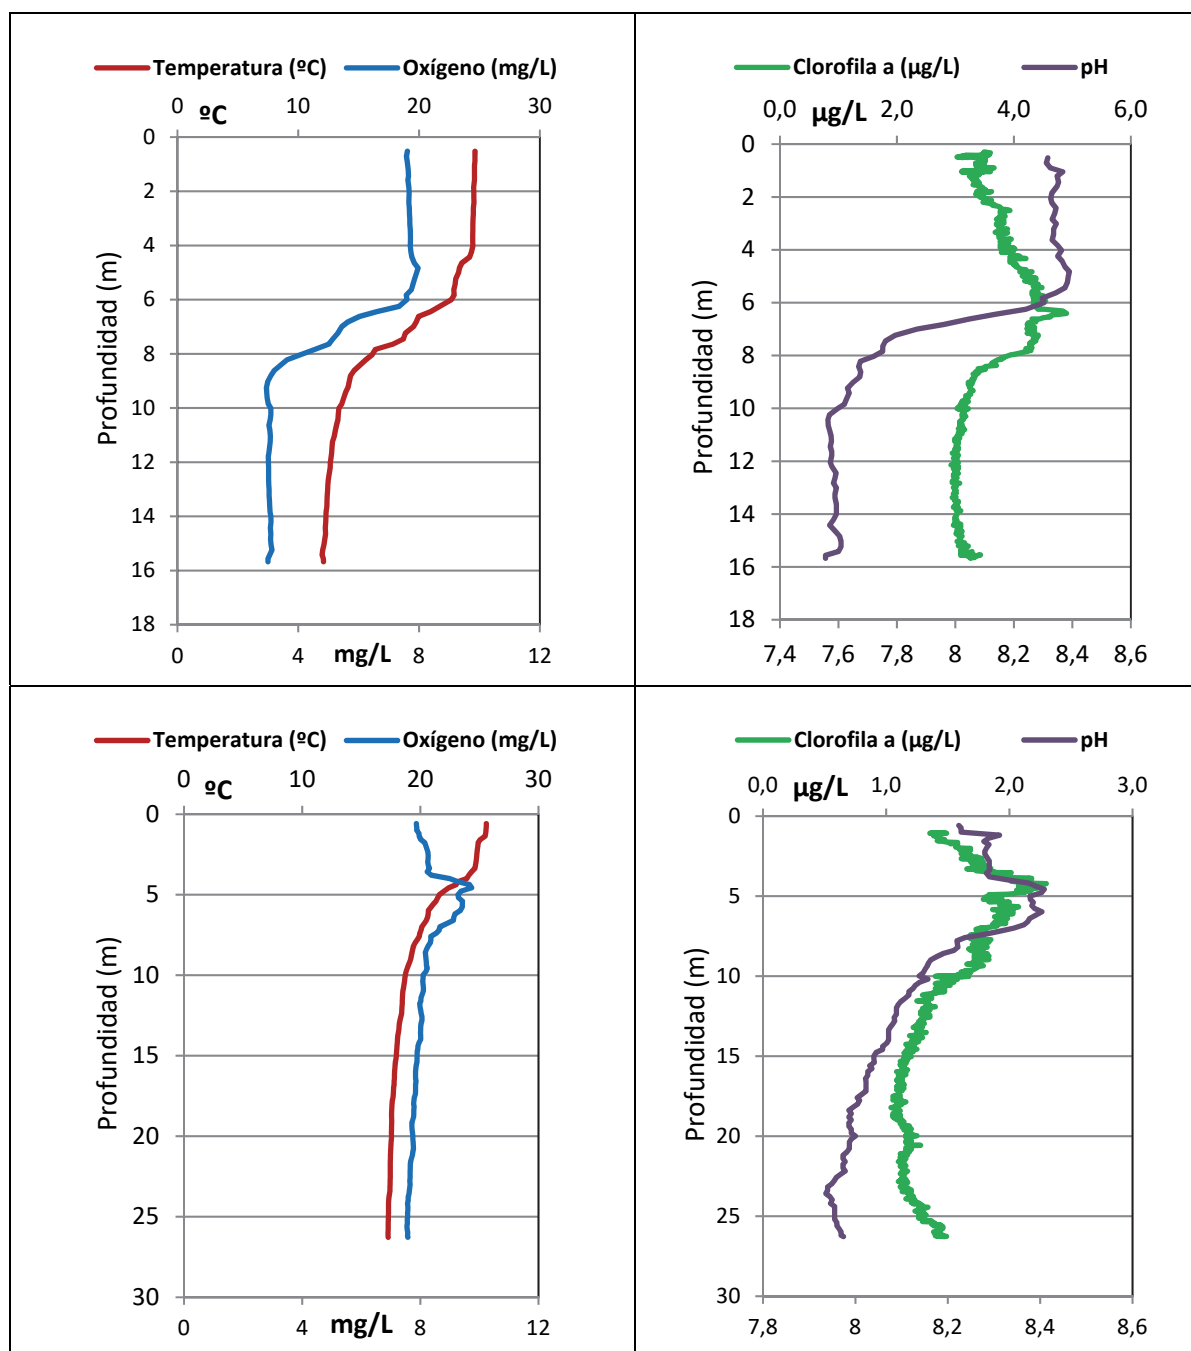 Temperatura (ºC) Oxígeno (mg/L)
0 10 20 30
ºC
0
2
4
6
8
10
12
14
16
18
Profundidad (m)
0 4 8 12
mg/L
Clorofila a (µg/L) pH
0,0 2,0 4,0 6,0
µg/L
0
2
4
6
8
10
12
14
16
18
Profundidad (m)
7,4 7,6 7,8 8 8,2 8,4 8,6
Temperatura (ºC) Oxígeno (mg/L)
0 10 20 30
ºC
0
5
10
15
20
25
30
Profundidad (m)
0 4 8 12
mg/L
Clorofila a (µg/L) pH
0,0 1,0 2,0 3,0
µg/L
0
5
10
15
20
25
30
Profundidad (m)
7,8 8 8,2 8,4 8,6